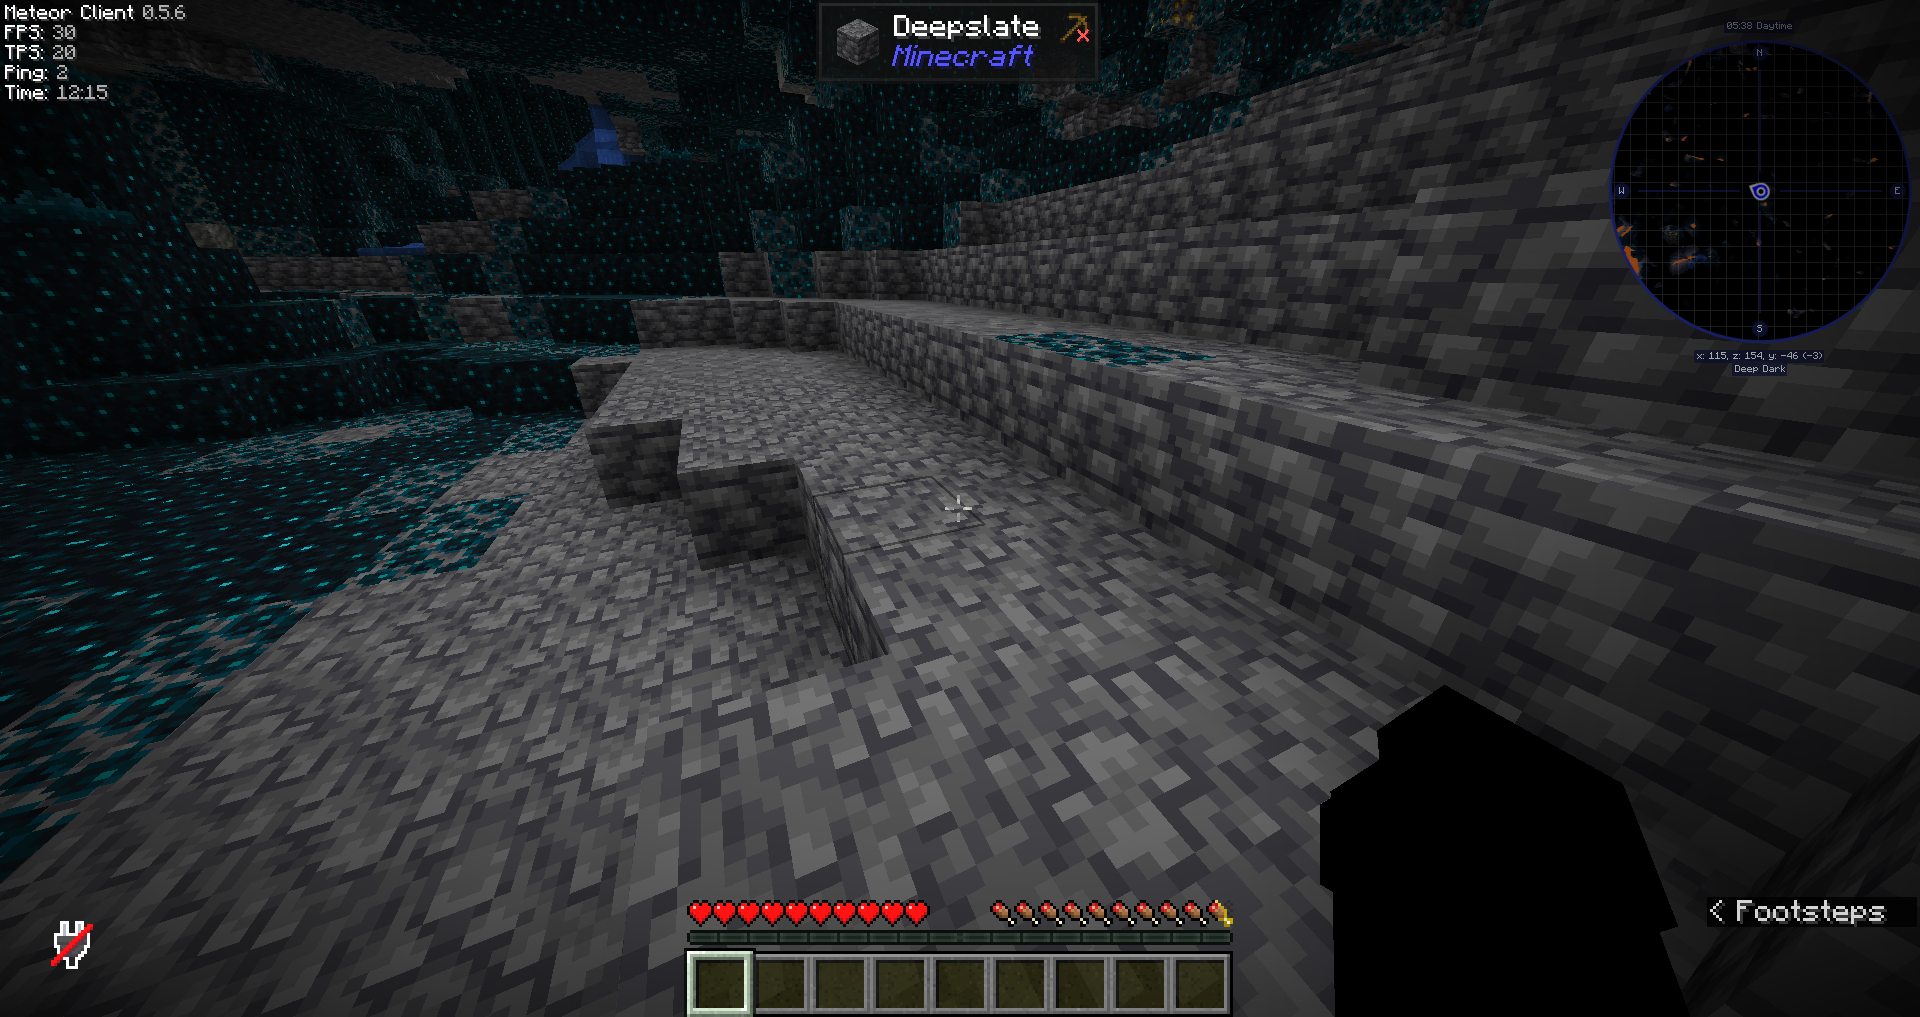 Meteor Client 0.5.6
FPS: 30
TPS: 20
Ping: 2
Time: 12:15
Deepslate
Minecraft
05:38 Daytime
N
W
E
S
x: 115, z: 154, y: -46 (-3)
Deep Dark
< Footsteps